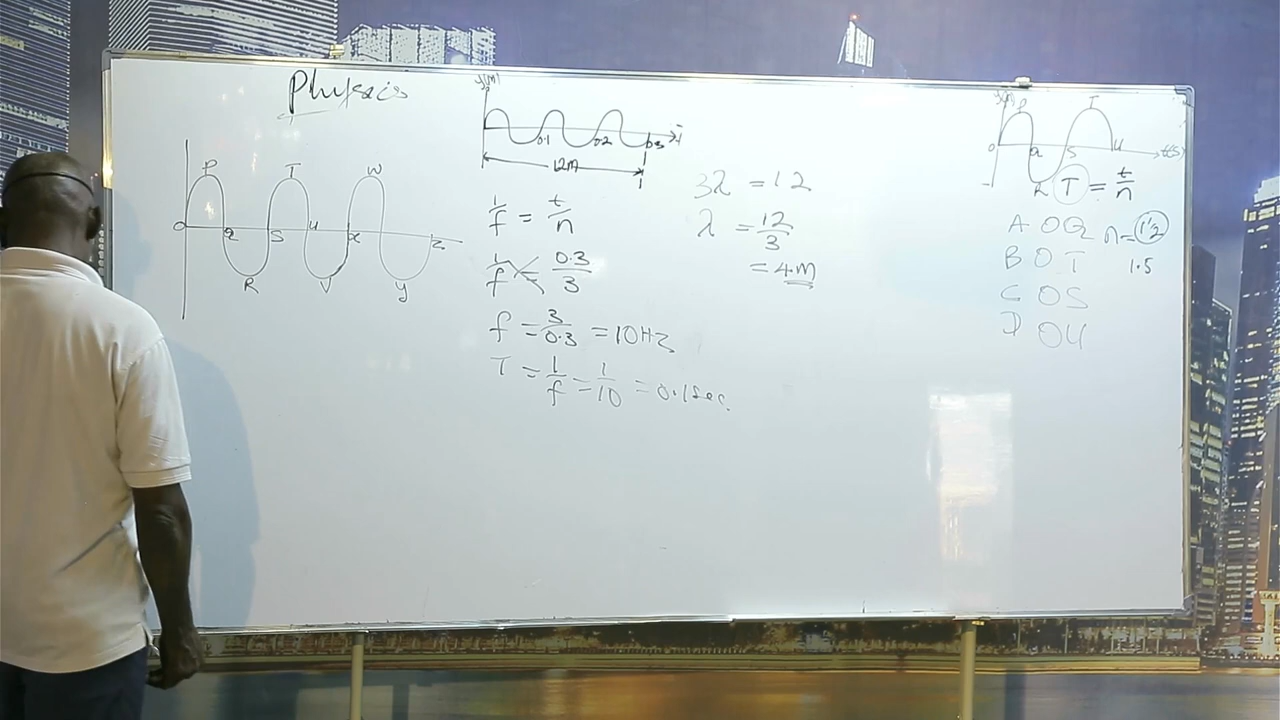 Physics
P T W
O Q S U X Z
R V Y
y(m)
0.1 0.2 0.3
12m
1/f = t/n
1/f = 0.3/3
f = 3/0.3 = 10Hz
T = 1/f = 1/10 = 0.1sec.
3λ = 12
λ = 12/3
= 4m
P T
O Q S U t(s)
R T = t/n
A OQ n = 1½
B OT 1.5
C OS
D OU